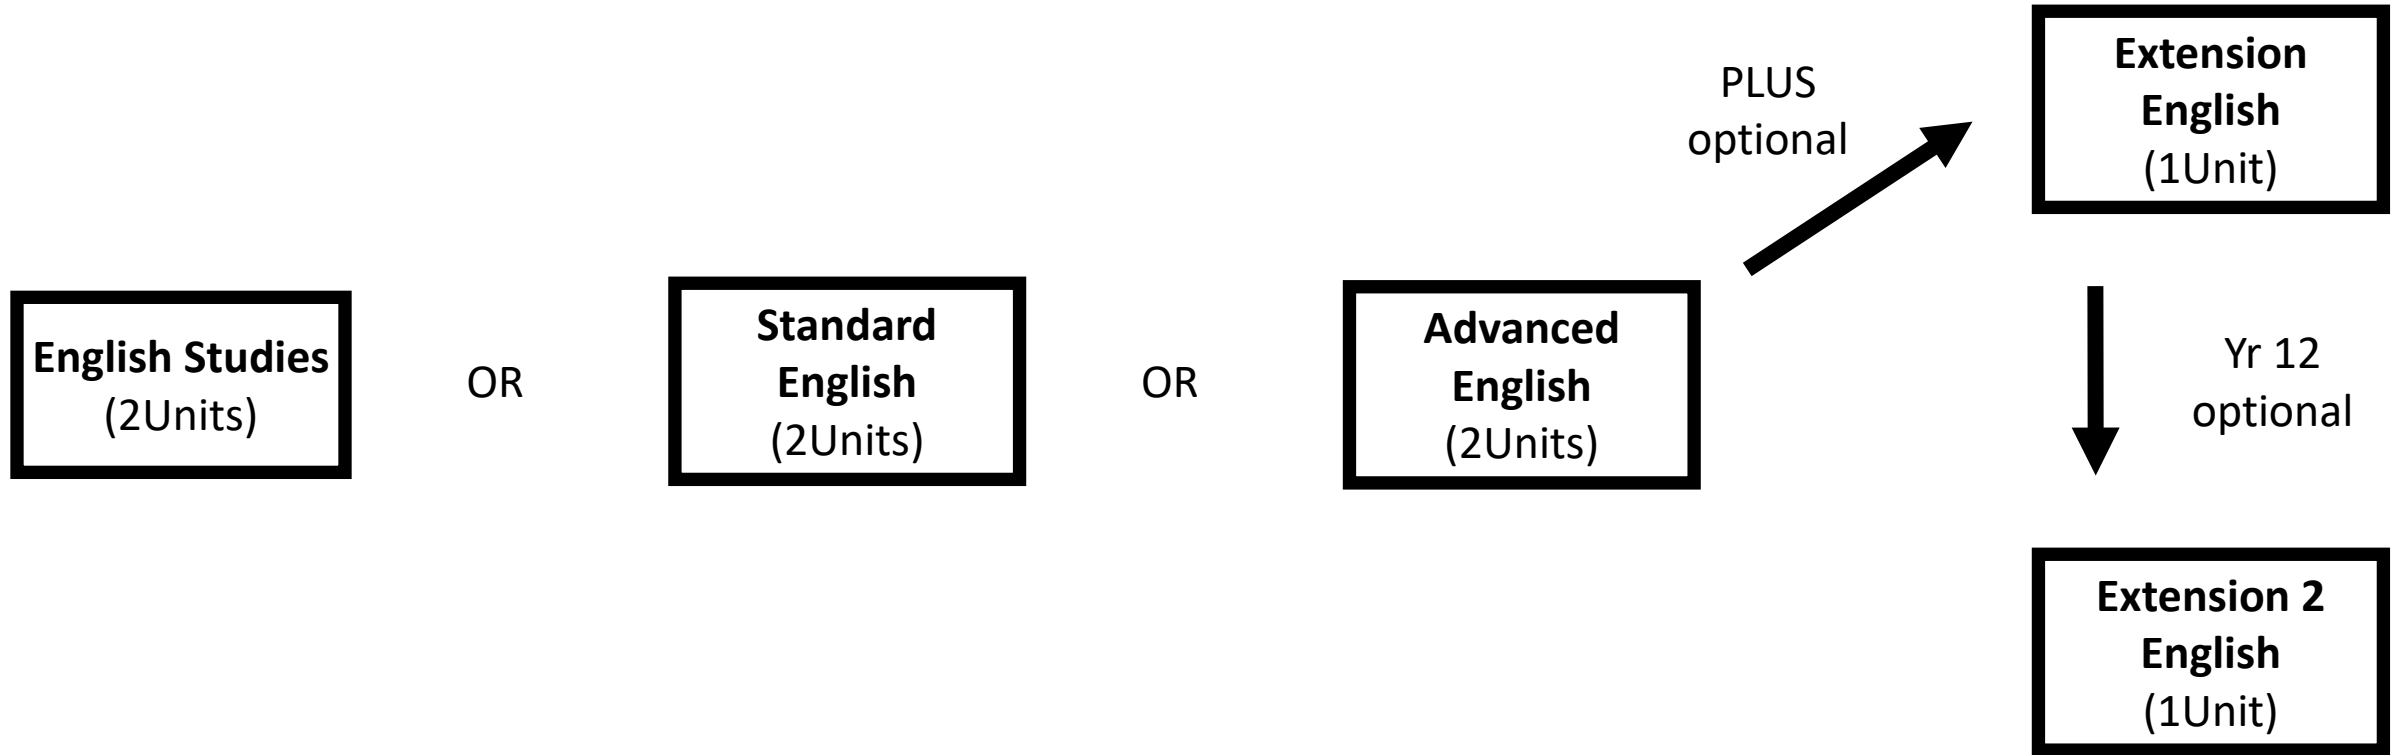 English Studies
(2Units)
OR
Standard
English
(2Units)
OR
Advanced
English
(2Units)
PLUS
optional
Extension
English
(1Unit)
Yr 12
optional
Extension 2
English
(1Unit)